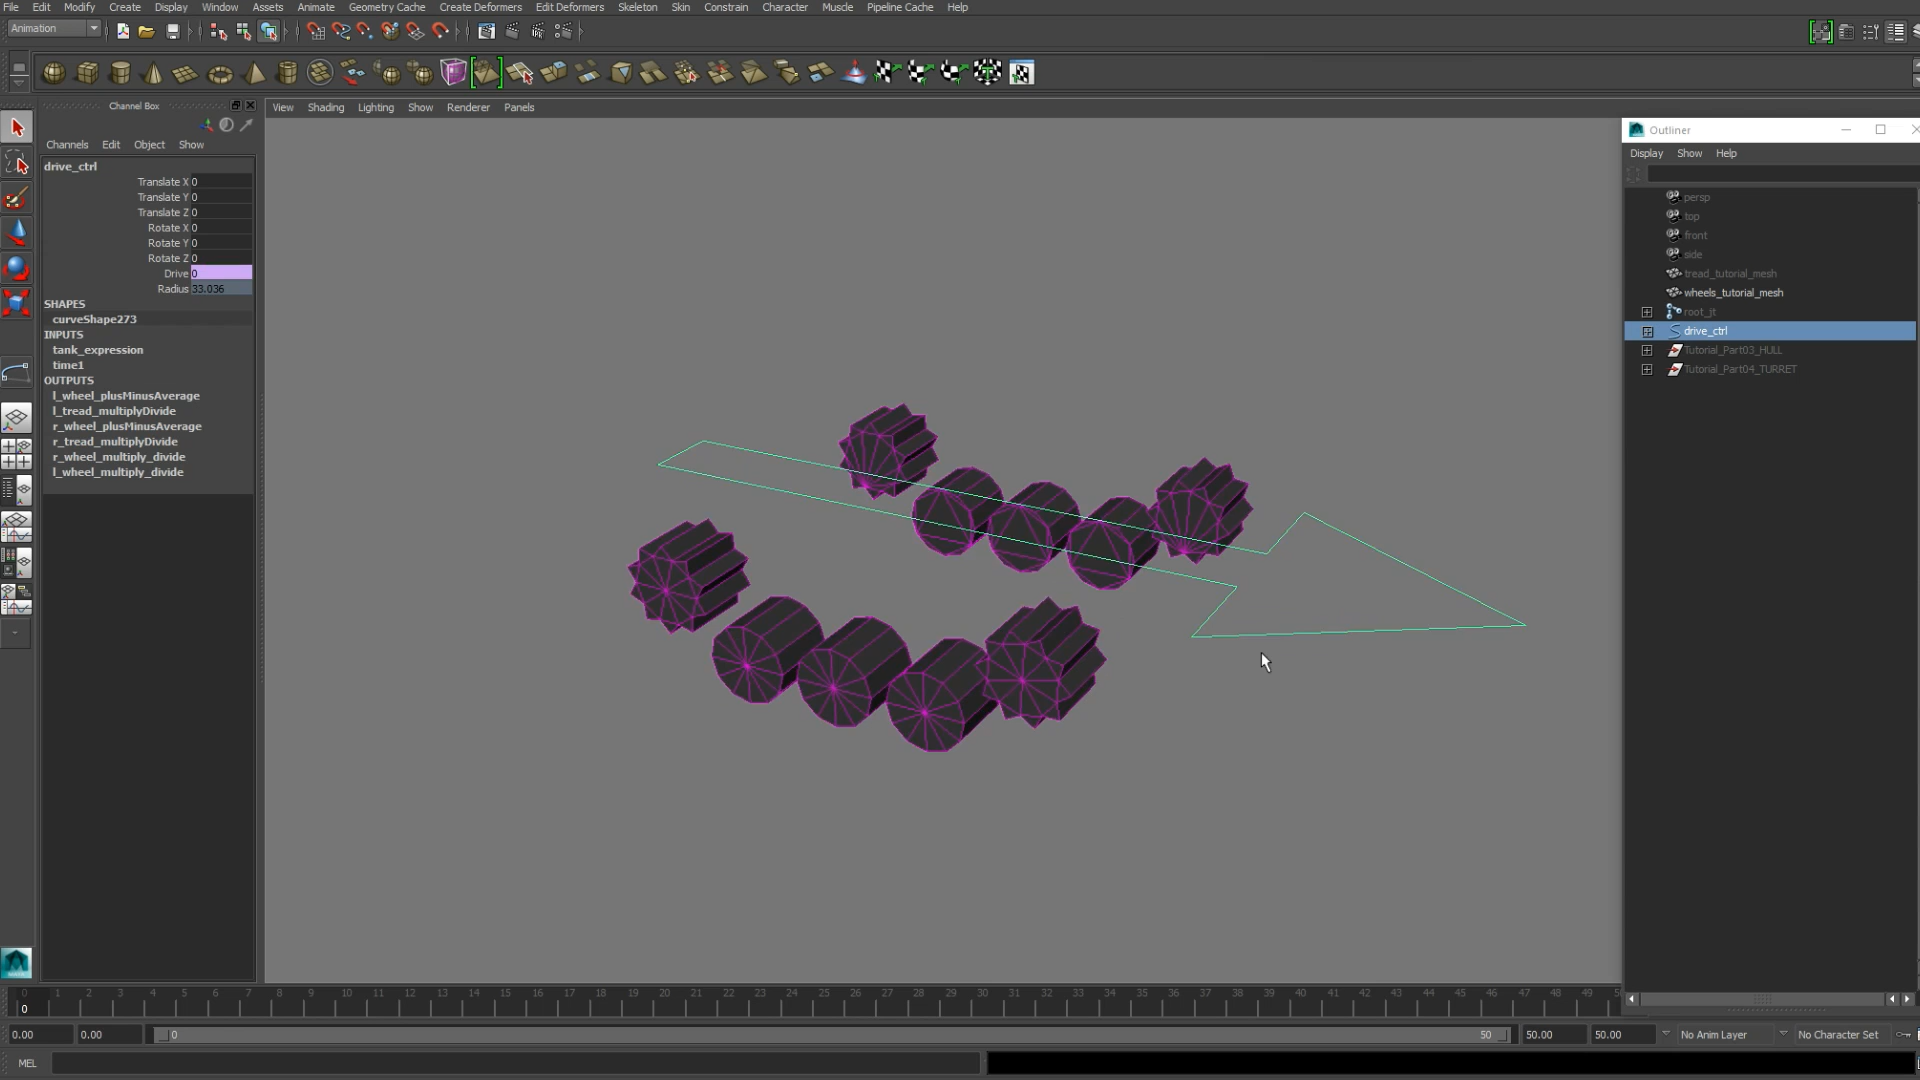 File Edit Modify Create Display Window Assets Animate Geometry Cache Create Deformers Edit Deformers Skeleton Skin Constrain Character Muscle Pipeline Cache Help
Animation
Channel Box
View Shading Lighting Show Renderer Panels
Outliner
Channels Edit Object Show
Display Show Help
drive_ctrl
Translate X 0
Translate Y 0
Translate Z 0
Rotate X 0
Rotate Y 0
Rotate Z 0
Drive 0
Radius 33.036
SHAPES
curveShape273
INPUTS
tank_expression
time1
OUTPUTS
l_wheel_plusMinusAverage
l_tread_multiplyDivide
r_wheel_plusMinusAverage
r_tread_multiplyDivide
r_wheel_multiply_divide
l_wheel_multiply_divide
persp
top
front
side
tread_tutorial_mesh
wheels_tutorial_mesh
root_jt
drive_ctrl
Tutorial_Part03_HULL
Tutorial_Part04_TURRET
0 1 2 3 4 5 6 7 8 9 10 11 12 13 14 15 16 17 18 19 20 21 22 23 24 25 26 27 28 29 30 31 32 33 34 35 36 37 38 39 40 41 42 43 44 45 46 47 48 49
0
0.00 0.00 0 50 50.00 50.00 No Anim Layer No Character Set
MEL